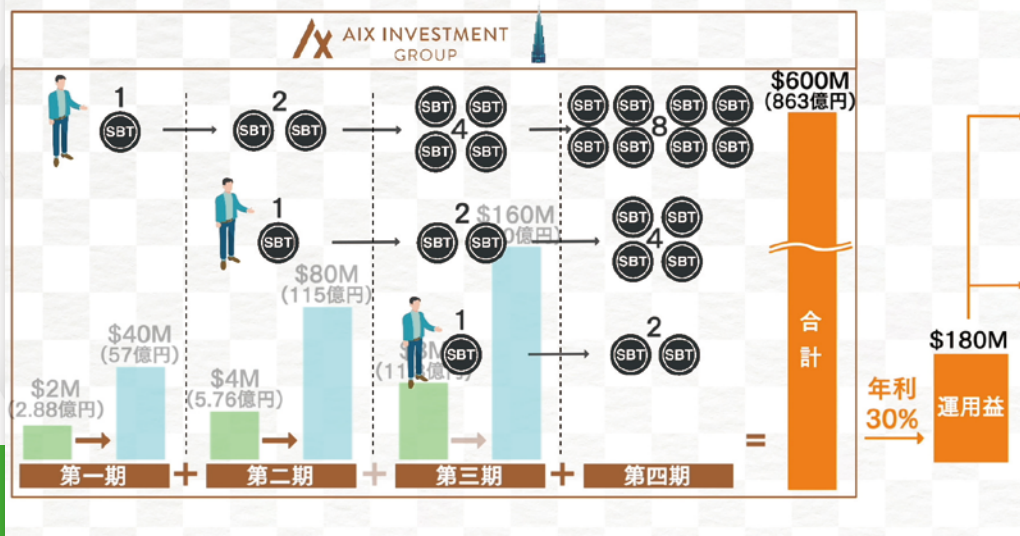 AIX INVESTMENT
GROUP
$600M
(863億円)
1
SBT
2
SBT SBT
SBT SBT
4
SBT SBT
SBT SBT SBT SBT
8
SBT SBT SBT SBT
1
SBT
2
SBT SBT
$160M
0億円)
SBT SBT
4
SBT SBT
$80M
(115億円)
1
SBT
2
SBT SBT
$40M
(57億円)
$2M
(2.88億円)
$4M
(5.76億円)
合
計
=
第一期 + 第二期 + 第三期 + 第四期
年利
30%
$180M
運用益